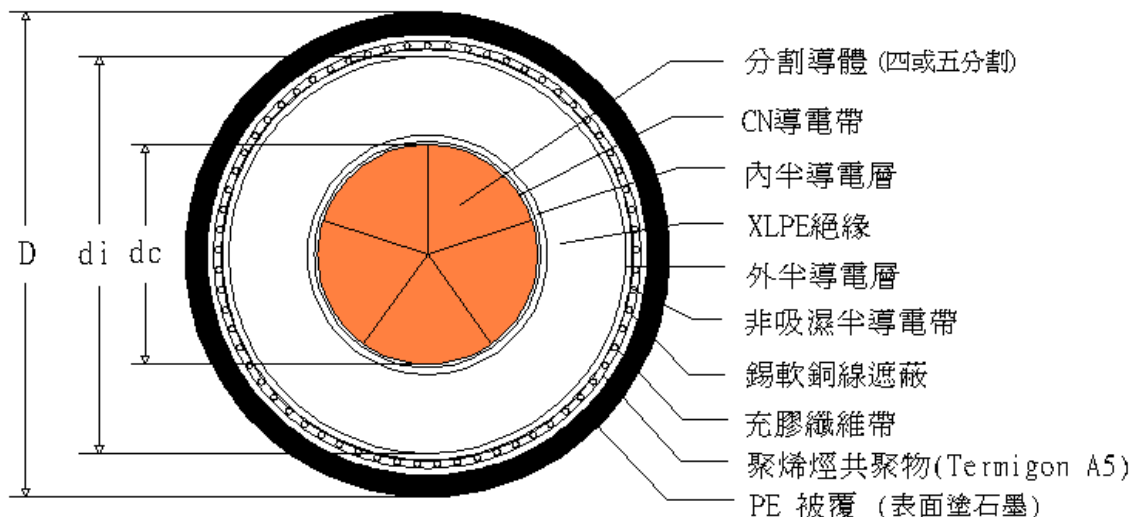 分割導體 (四或五分割)
CN導電帶
內半導電層
XLPE絕緣
外半導電層
非吸濕半導電帶
錫軟銅線遮蔽
充膠纖維帶
聚烯烴共聚物(Termigon A5)
PE 被覆 (表面塗石墨)
D
di
dc